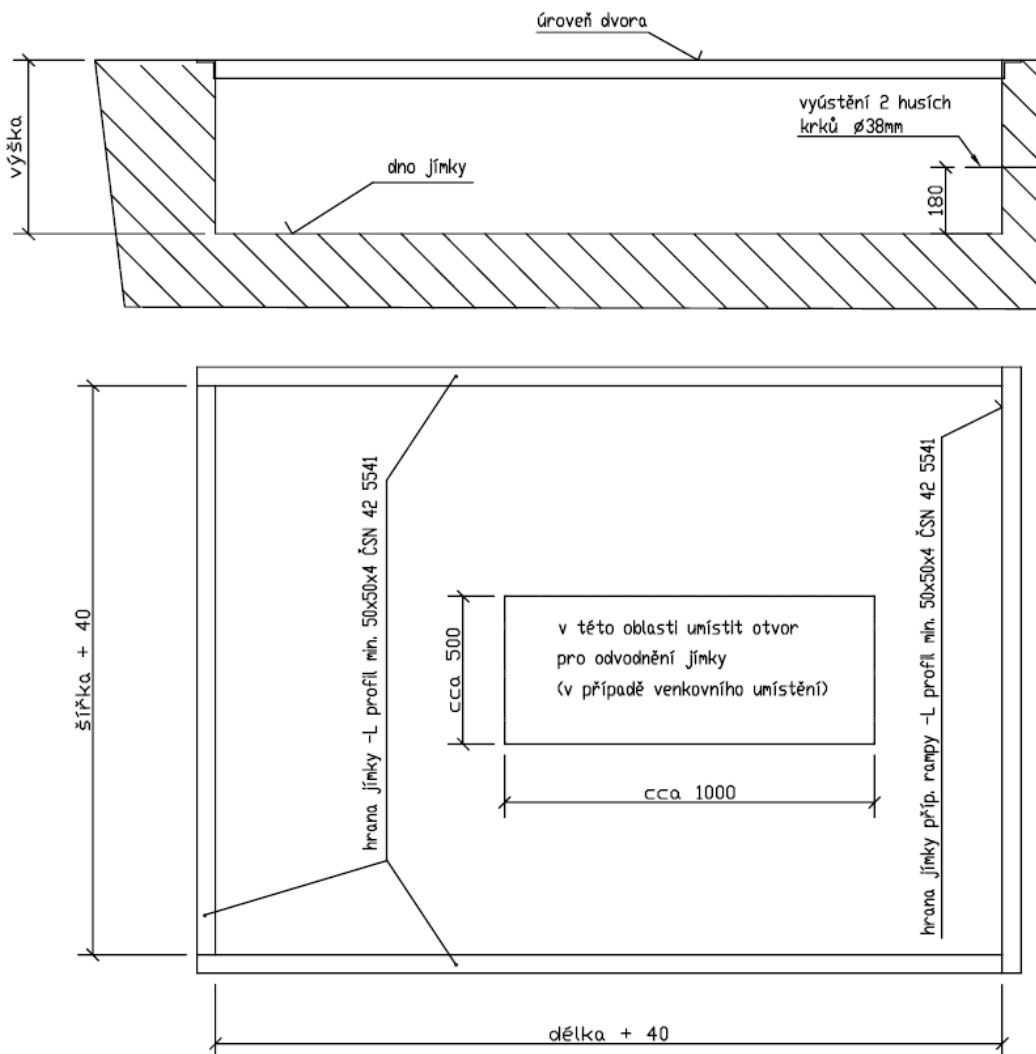 úroveň dvora
výška
dno jímky
vyústění 2 husích
krků ø38mm
180
šířka + 40
hrana jímky -L profil min. 50x50x4 ČSN 42 5541
cca 500
v této oblasti umístit otvor
pro odvodnění jímky
(v případě venkovního umístění)
cca 1000
hrana jímky příp. rampy -L profil min. 50x50x4 ČSN 42 5541
délka + 40